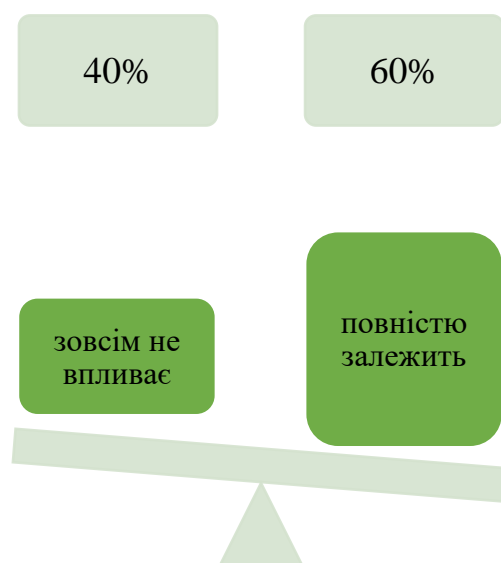 40%
60%
зовсім не
впливає
повністю
залежить